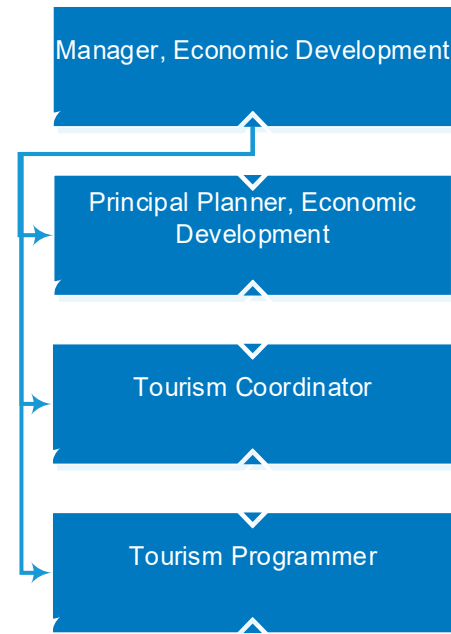 Manager, Economic Development
Principal Planner, Economic
Development
Tourism Coordinator
Tourism Programmer